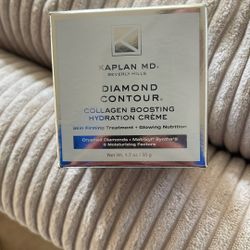 KAPLAN MD®
BEVERLY HILLS
DIAMOND
CONTOUR®
COLLAGEN BOOSTING
HYDRATION CRÈME
Skin Firming Treatment • Glowing Nutrition
Diamonds • Matrixyl® Synthe'6
5 Moisturizing Factors
Net Wt. 1.7 oz. / 50 g